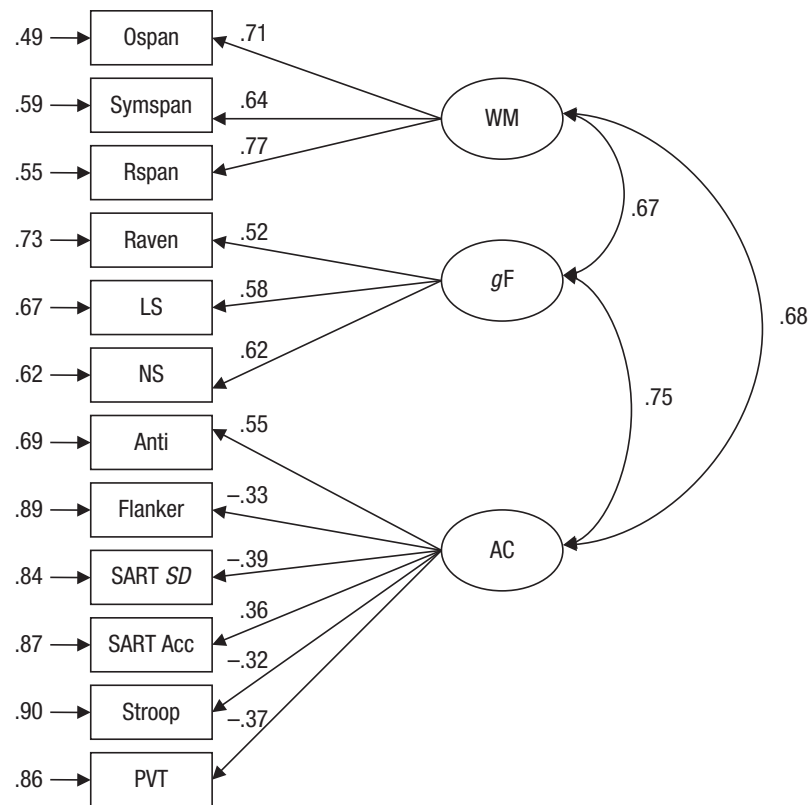 .49 Ospan .71
.59 Symspan .64 WM
.55 Rspan .77
.67
.73 Raven .52
.67 LS .58 gF
.68
.62 NS .62
.75
.69 Anti .55
.89 Flanker –.33
.84 SART SD –.39 AC
.87 SART Acc .36
.90 Stroop –.32
.86 PVT –.37